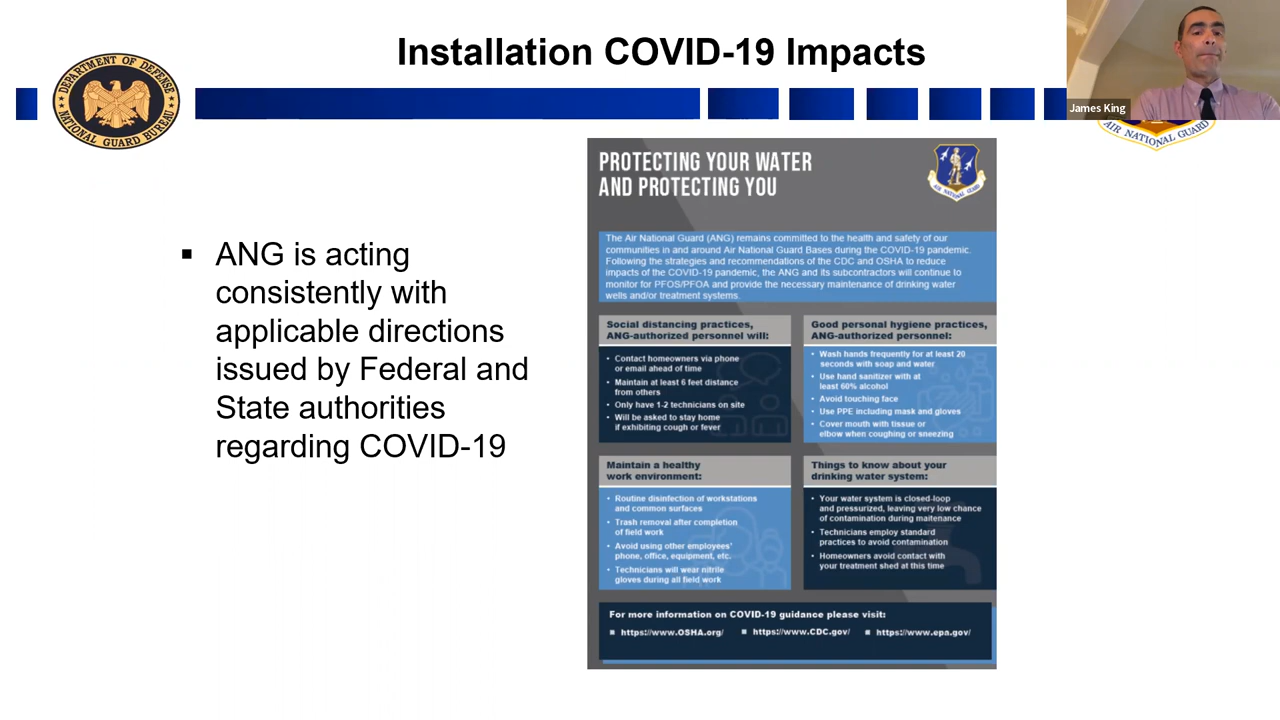 Installation COVID-19 Impacts
DEPARTMENT OF DEFENSE
NATIONAL GUARD BUREAU
James King
AIR NATIONAL GUARD
▪ ANG is acting
consistently with
applicable directions
issued by Federal and
State authorities
regarding COVID-19
PROTECTING YOUR WATER
AND PROTECTING YOU
AIR NATIONAL GUARD
The Air National Guard (ANG) remains committed to the health and safety of our
communities in and around Air National Guard Bases during the COVID-19 pandemic.
Following the strategies and recommendations of the CDC and OSHA to reduce
impacts of the COVID-19 pandemic, the ANG and its subcontractors will continue to
monitor for PFOS/PFOA and provide the necessary maintenance of drinking water
wells and/or treatment systems.
Social distancing practices,
ANG-authorized personnel will:
• Contact homeowners via phone
or email ahead of time
• Maintain at least 6 feet distance
from others
• Only have 1-2 technicians on site
• Will be asked to stay home
if exhibiting cough or fever
Good personal hygiene practices,
ANG-authorized personnel:
• Wash hands frequently for at least 20
seconds with soap and water
• Use hand sanitizer with at
least 60% alcohol
• Avoid touching face
• Use PPE including mask and gloves
• Cover mouth with tissue or
elbow when coughing or sneezing
Maintain a healthy
work environment:
• Routine disinfection of workstations
and common surfaces
• Trash removal after completion
of field work
• Avoid using other employees'
phone, office, equipment, etc.
• Technicians will wear nitrile
gloves during all field work
Things to know about your
drinking water system:
• Your water system is closed-loop
and pressurized, leaving very low chance
of contamination during maitenance
• Technicians employ standard
practices to avoid contamination
• Homeowners avoid contact with
your treatment shed at this time
For more information on COVID-19 guidance please visit:
▪ https://www.OSHA.org/ ▪ https://www.CDC.gov/ ▪ https://www.epa.gov/